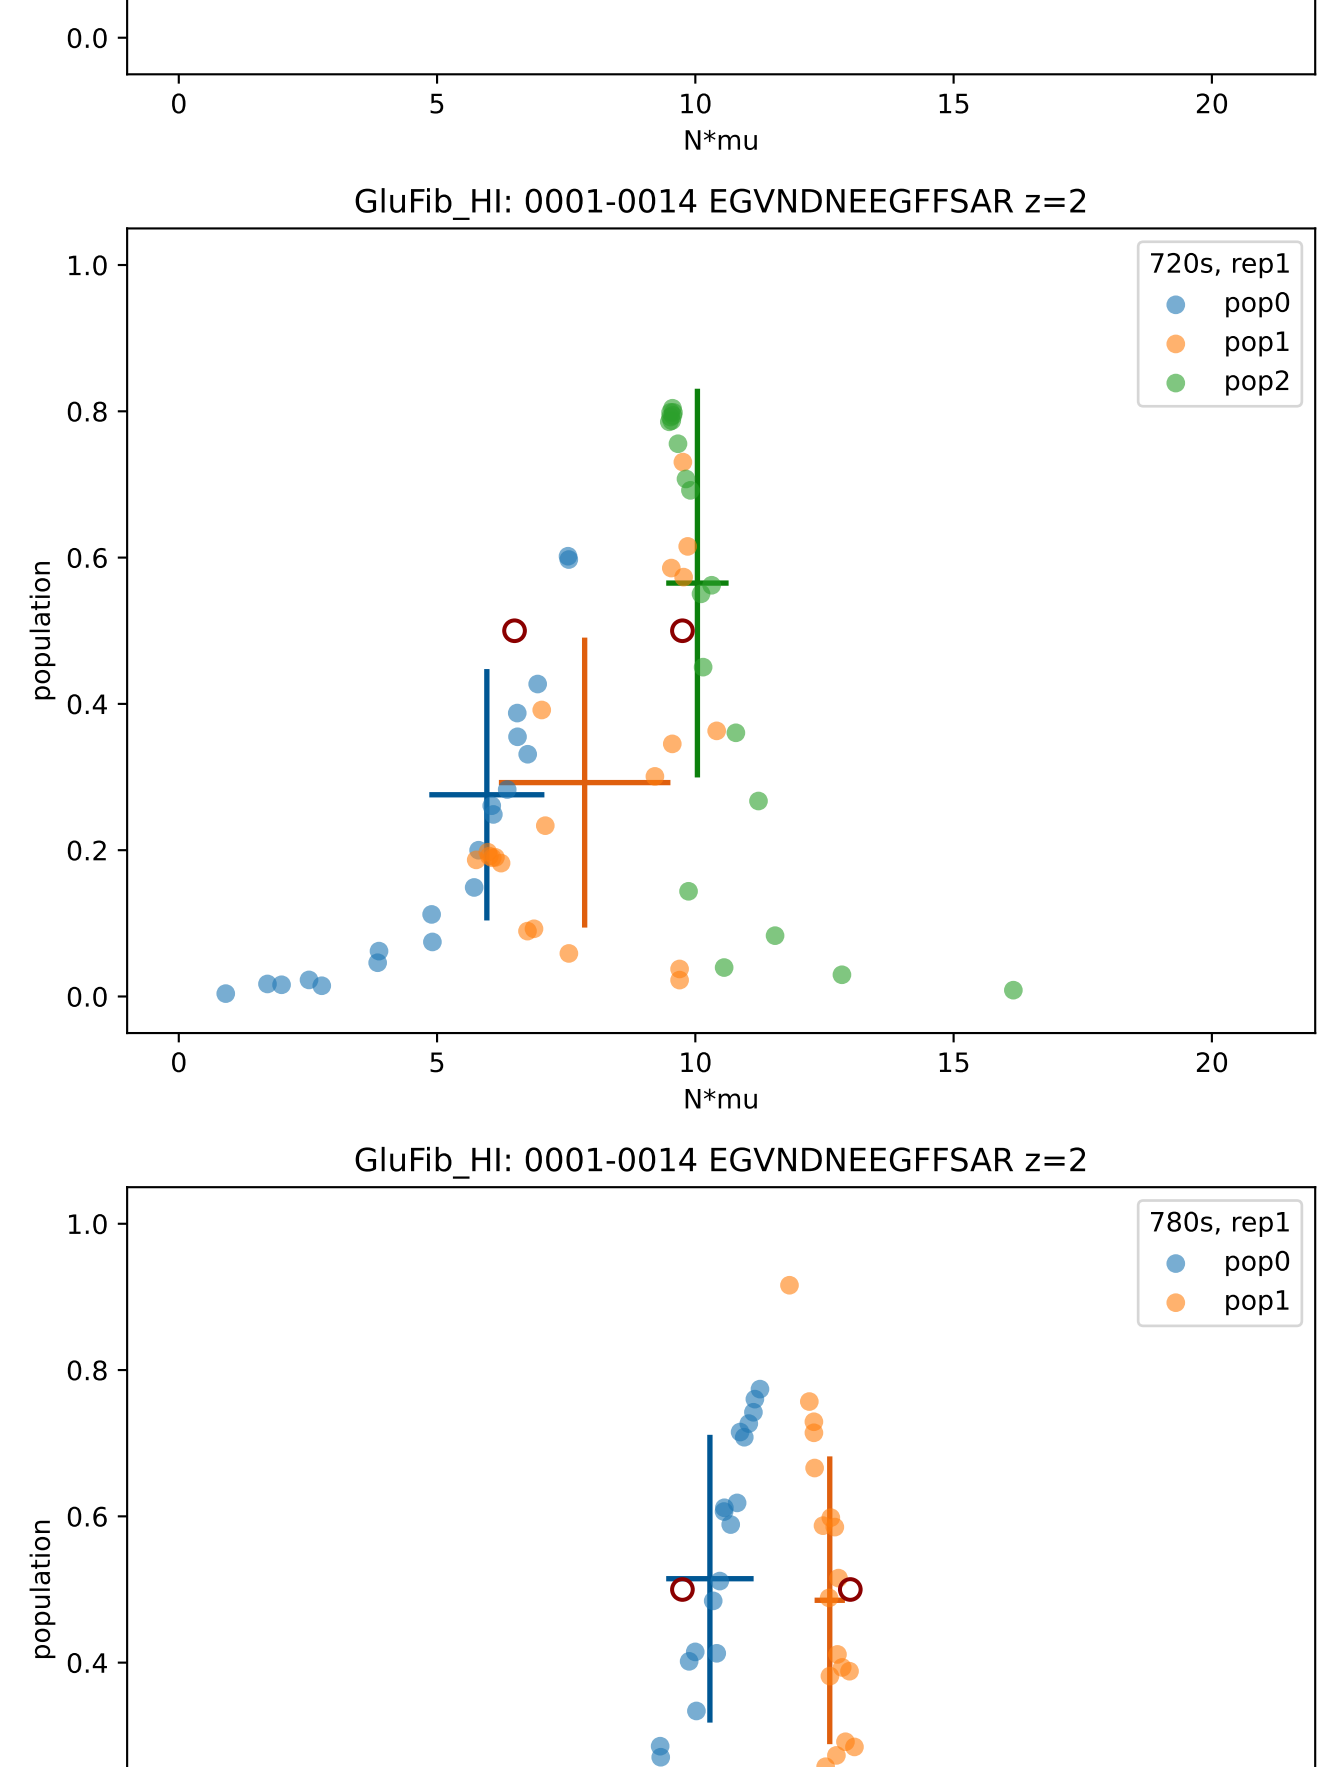 0.0
0 5 10 15 20
N*mu
GluFib_HI: 0001-0014 EGVNDNEEGFFSAR z=2
720s, rep1
pop0
pop1
pop2
1.0
0.8
0.6
0.4
0.2
0.0
population
0 5 10 15 20
N*mu
GluFib_HI: 0001-0014 EGVNDNEEGFFSAR z=2
780s, rep1
pop0
pop1
1.0
0.8
0.6
0.4
population